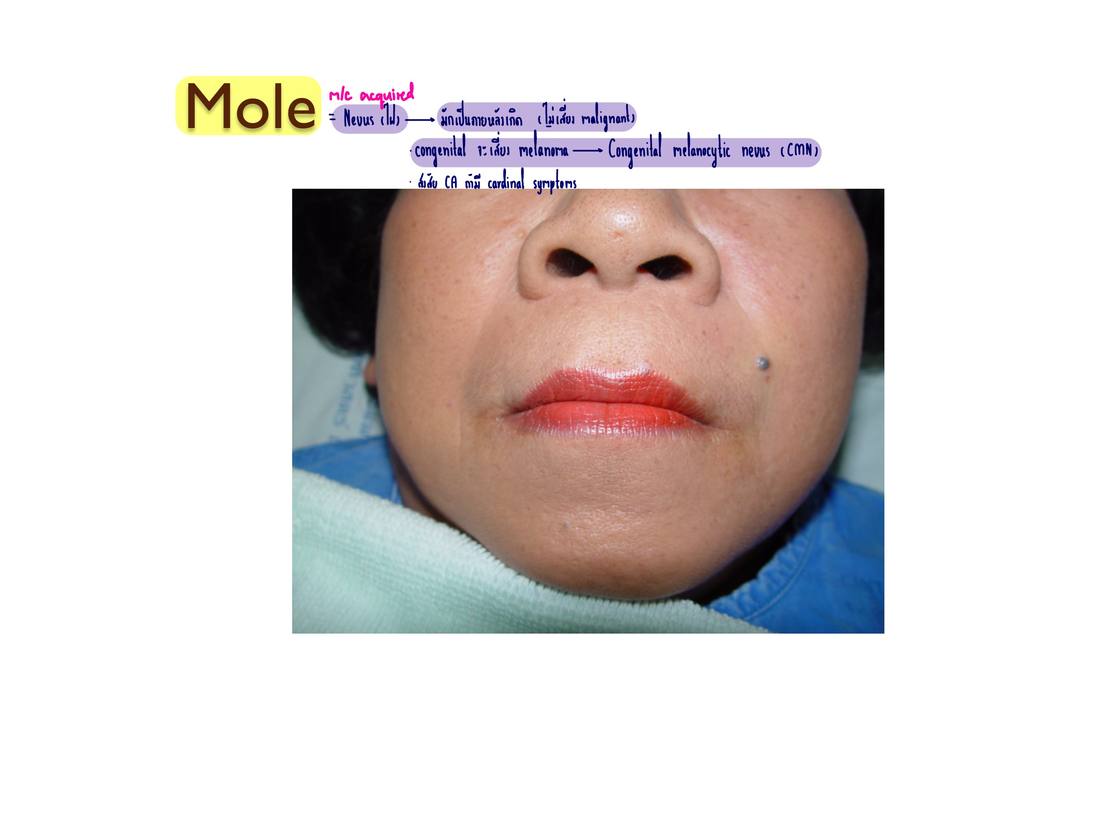 Mole
m/c acquired
= Nevus (ไฝ) → มักเป็นภายหลังเกิด (ไม่เสี่ยง malignant)
· congenital จะเสี่ยง melanoma → Congenital melanocytic nevus (CMN)
· สงสัย CA ถ้ามี cardinal symptoms